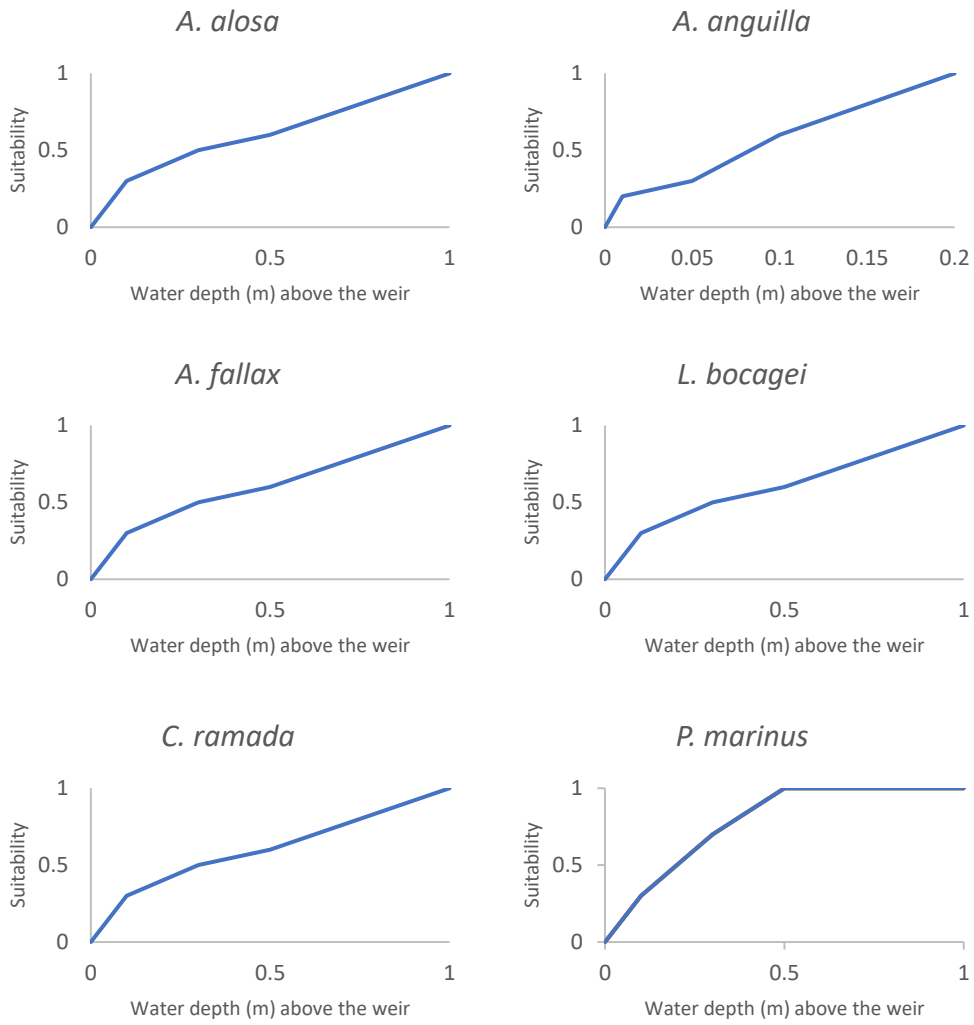 A. alosa
1
0.5
0
Suitability
0 0.5 1
Water depth (m) above the weir
A. anguilla
1
0.5
0
Suitability
0 0.05 0.1 0.15 0.2
Water depth (m) above the weir
A. fallax
1
0.5
0
Suitability
0 0.5 1
Water depth (m) above the weir
L. bocagei
1
0.5
0
Suitability
0 0.5 1
Water depth (m) above the weir
C. ramada
1
0.5
0
Suitability
0 0.5 1
Water depth (m) above the weir
P. marinus
1
0.5
0
Suitability
0 0.5 1
Water depth (m) above the weir